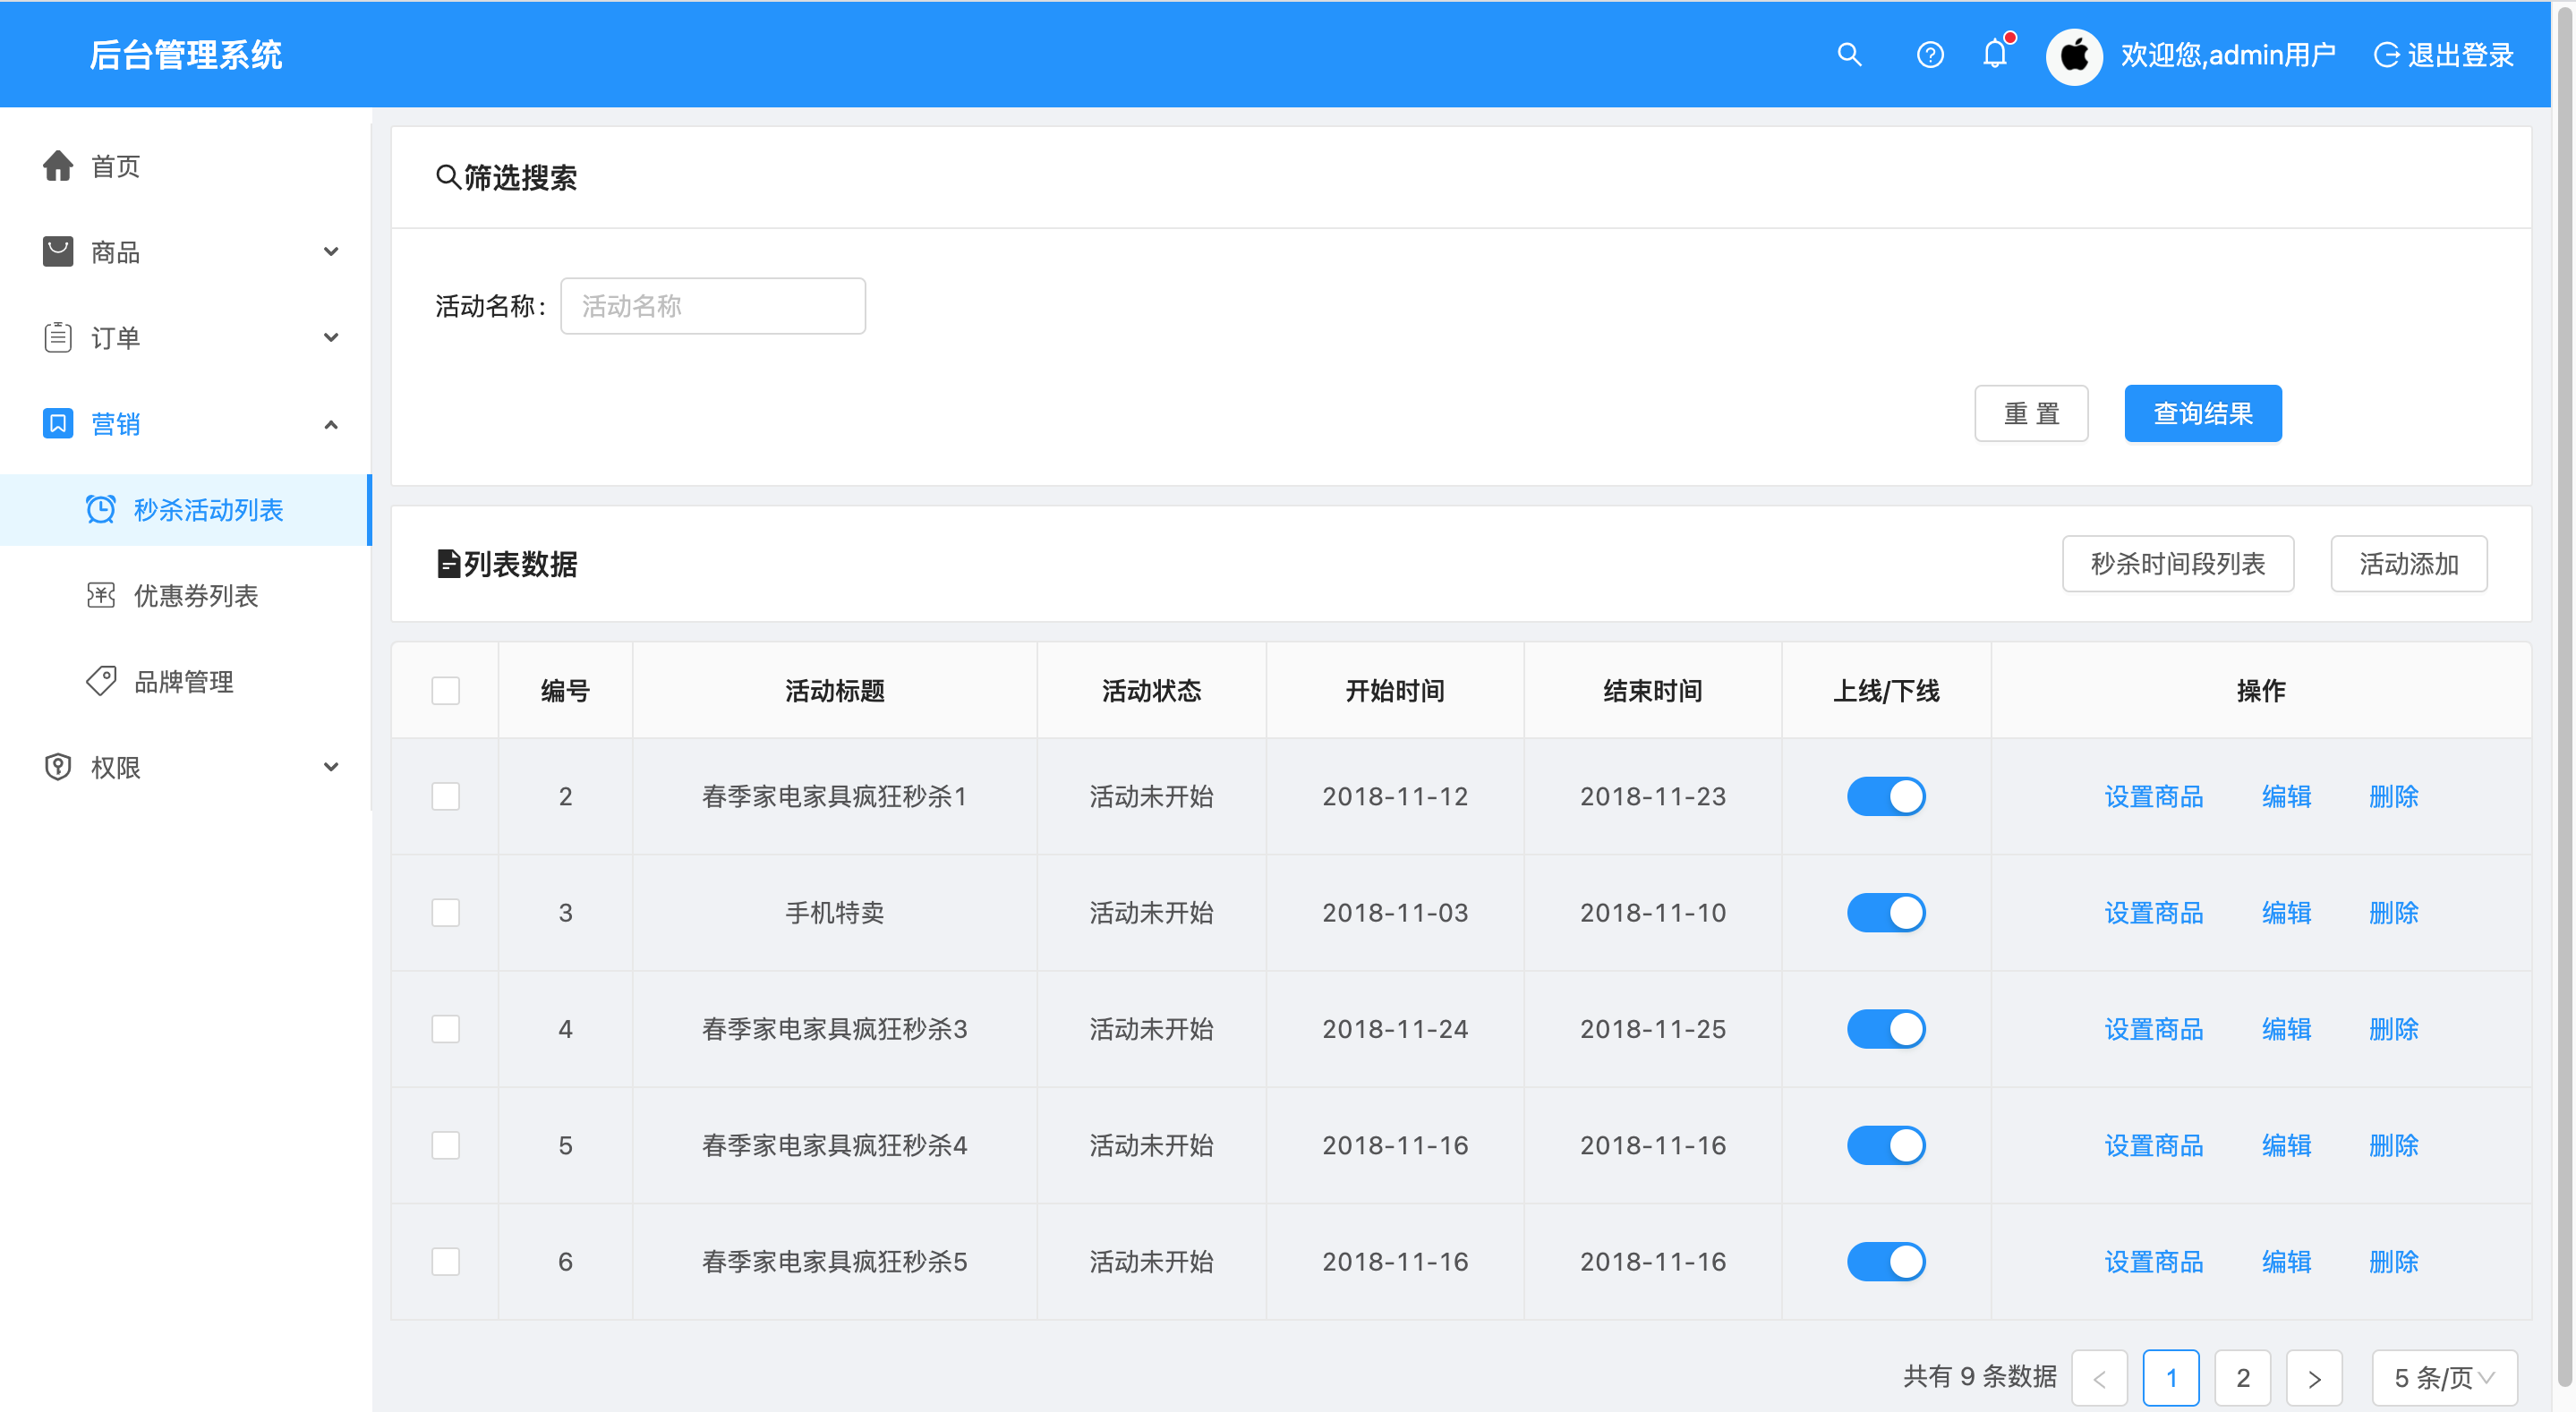 后台管理系统
欢迎您,admin用户 退出登录
首页
商品
订单
营销
秒杀活动列表
优惠券列表
品牌管理
权限
筛选搜索
活动名称: 活动名称
重 置 查询结果
列表数据 秒杀时间段列表 活动添加
编号 活动标题 活动状态 开始时间 结束时间 上线/下线 操作
2 春季家电家具疯狂秒杀1 活动未开始 2018-11-12 2018-11-23 设置商品 编辑 删除
3 手机特卖 活动未开始 2018-11-03 2018-11-10 设置商品 编辑 删除
4 春季家电家具疯狂秒杀3 活动未开始 2018-11-24 2018-11-25 设置商品 编辑 删除
5 春季家电家具疯狂秒杀4 活动未开始 2018-11-16 2018-11-16 设置商品 编辑 删除
6 春季家电家具疯狂秒杀5 活动未开始 2018-11-16 2018-11-16 设置商品 编辑 删除
共有 9 条数据 < 1 2 > 5 条/页